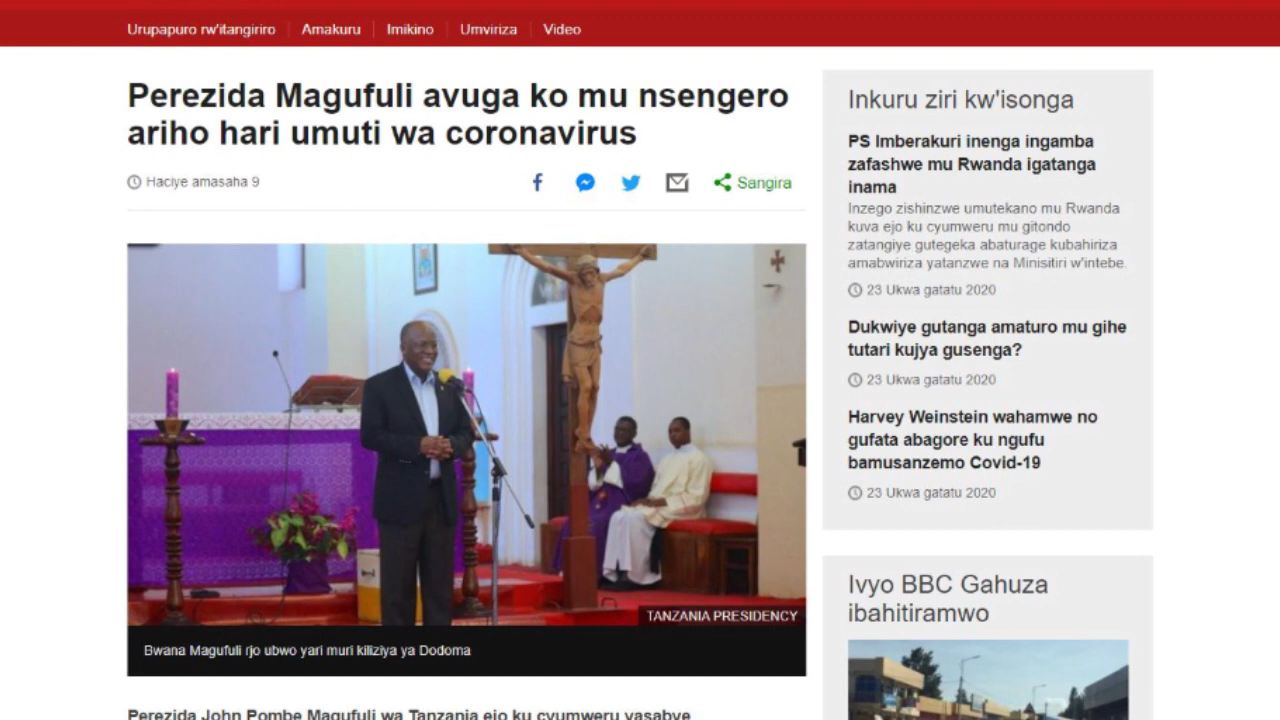 Urupapuro rw'itangiriro
Amakuru
Imikino
Umviriza
Video
Perezida Magufuli avuga ko mu nsengero
ariho hari umuti wa coronavirus
Haciye amasaha 9
Sangira
TANZANIA PRESIDENCY
Bwana Magufuli rjo ubwo yari muri kiliziya ya Dodoma
Perezida John Pombe Magufuli wa Tanzania ejo ku cyumweru yasabye
Inkuru ziri kw'isonga
PS Imberakuri inenga ingamba
zafashwe mu Rwanda igatanga
inama
Inzego zishinzwe umutekano mu Rwanda
kuva ejo ku cyumweru mu gitondo
zatangiye gutegeka abaturage kubahiriza
amabwiriza yatanzwe na Minisitiri w'intebe.
23 Ukwa gatatu 2020
Dukwiye gutanga amaturo mu gihe
tutari kujya gusenga?
23 Ukwa gatatu 2020
Harvey Weinstein wahamwe no
gufata abagore ku ngufu
bamusanzemo Covid-19
23 Ukwa gatatu 2020
Ivyo BBC Gahuza
ibahitiramwo